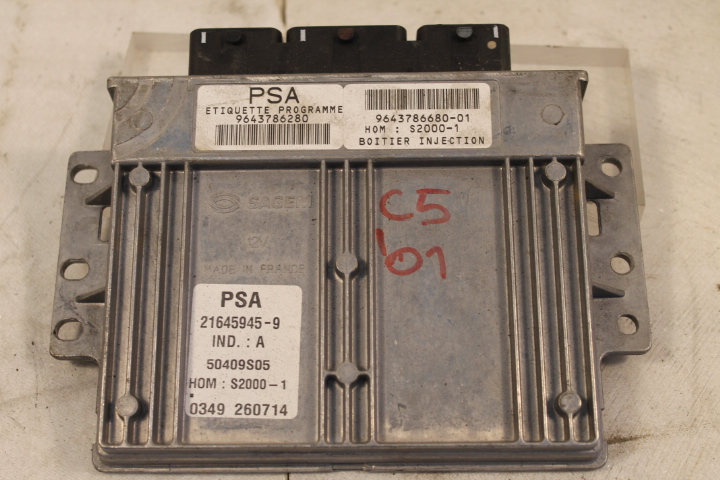 PSA
ETIQUETTE PROGRAMME
9643786280
9643786680-01
HOM : S2000-1
BOITIER INJECTION
SAGEM
12V
MADE IN FRANCE
C5
'01
PSA
21645945-9
IND. : A
50409S05
HOM : S2000-1
0349 260714